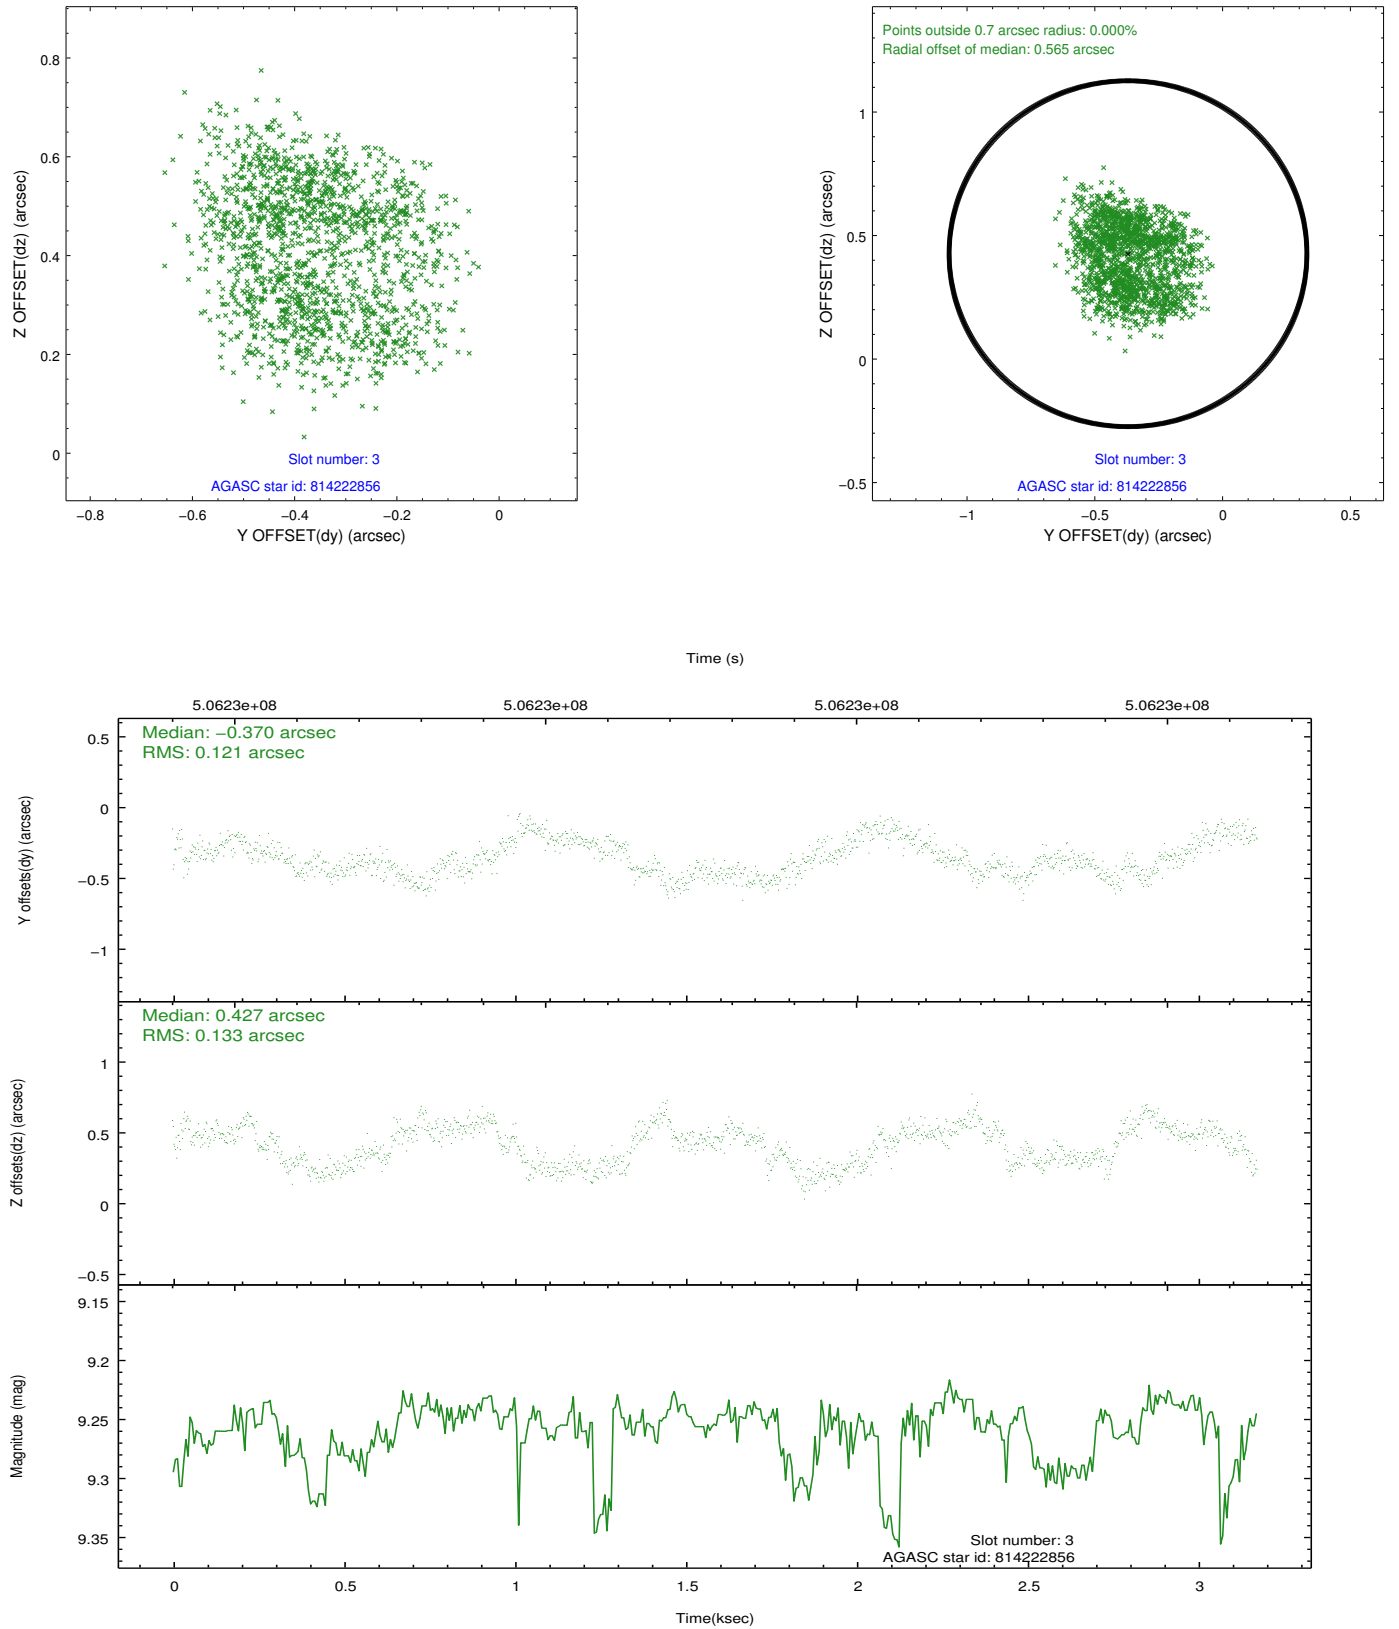 0.8
0.6
0.4
0.2
0
Z OFFSET(dz) (arcsec)
Slot number: 3
AGASC star id: 814222856
−0.8 −0.6 −0.4 −0.2 0
Y OFFSET(dy) (arcsec)
Points outside 0.7 arcsec radius: 0.000%
Radial offset of median: 0.565 arcsec
1
0.5
0
−0.5
Z OFFSET(dz) (arcsec)
Slot number: 3
AGASC star id: 814222856
−1 −0.5 0 0.5
Y OFFSET(dy) (arcsec)
Time (s)
5.0623e+08 5.0623e+08 5.0623e+08 5.0623e+08
Median: −0.370 arcsec
RMS: 0.121 arcsec
0.5
0
−0.5
−1
Y offsets(dy) (arcsec)
Median: 0.427 arcsec
RMS: 0.133 arcsec
1
0.5
0
−0.5
Z offsets(dz) (arcsec)
9.15
9.2
9.25
9.3
9.35
Magnitude (mag)
Slot number: 3
AGASC star id: 814222856
0 0.5 1 1.5 2 2.5 3
Time(ksec)